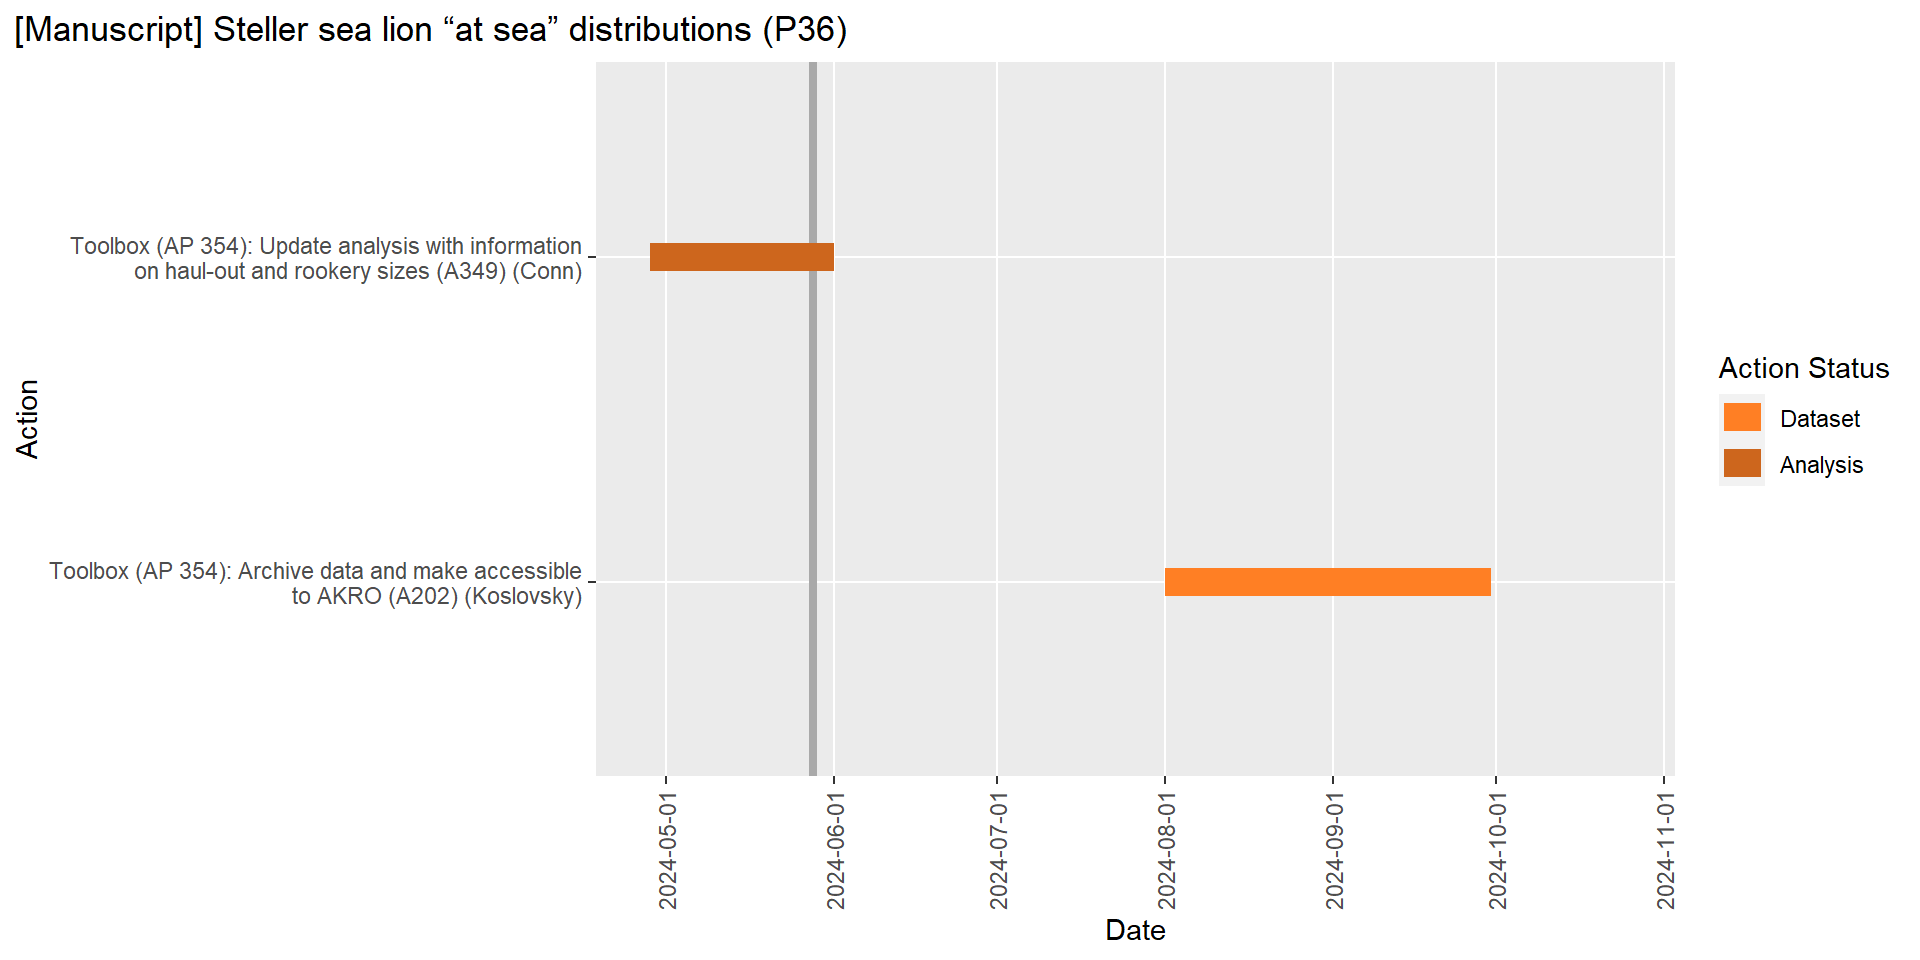 [Manuscript] Steller sea lion “at sea” distributions (P36)
Action
Toolbox (AP 354): Update analysis with information
on haul-out and rookery sizes (A349) (Conn)
Toolbox (AP 354): Archive data and make accessible
to AKRO (A202) (Koslovsky)
2024-05-01
2024-06-01
2024-07-01
2024-08-01
2024-09-01
2024-10-01
2024-11-01
Date
Action Status
Dataset
Analysis